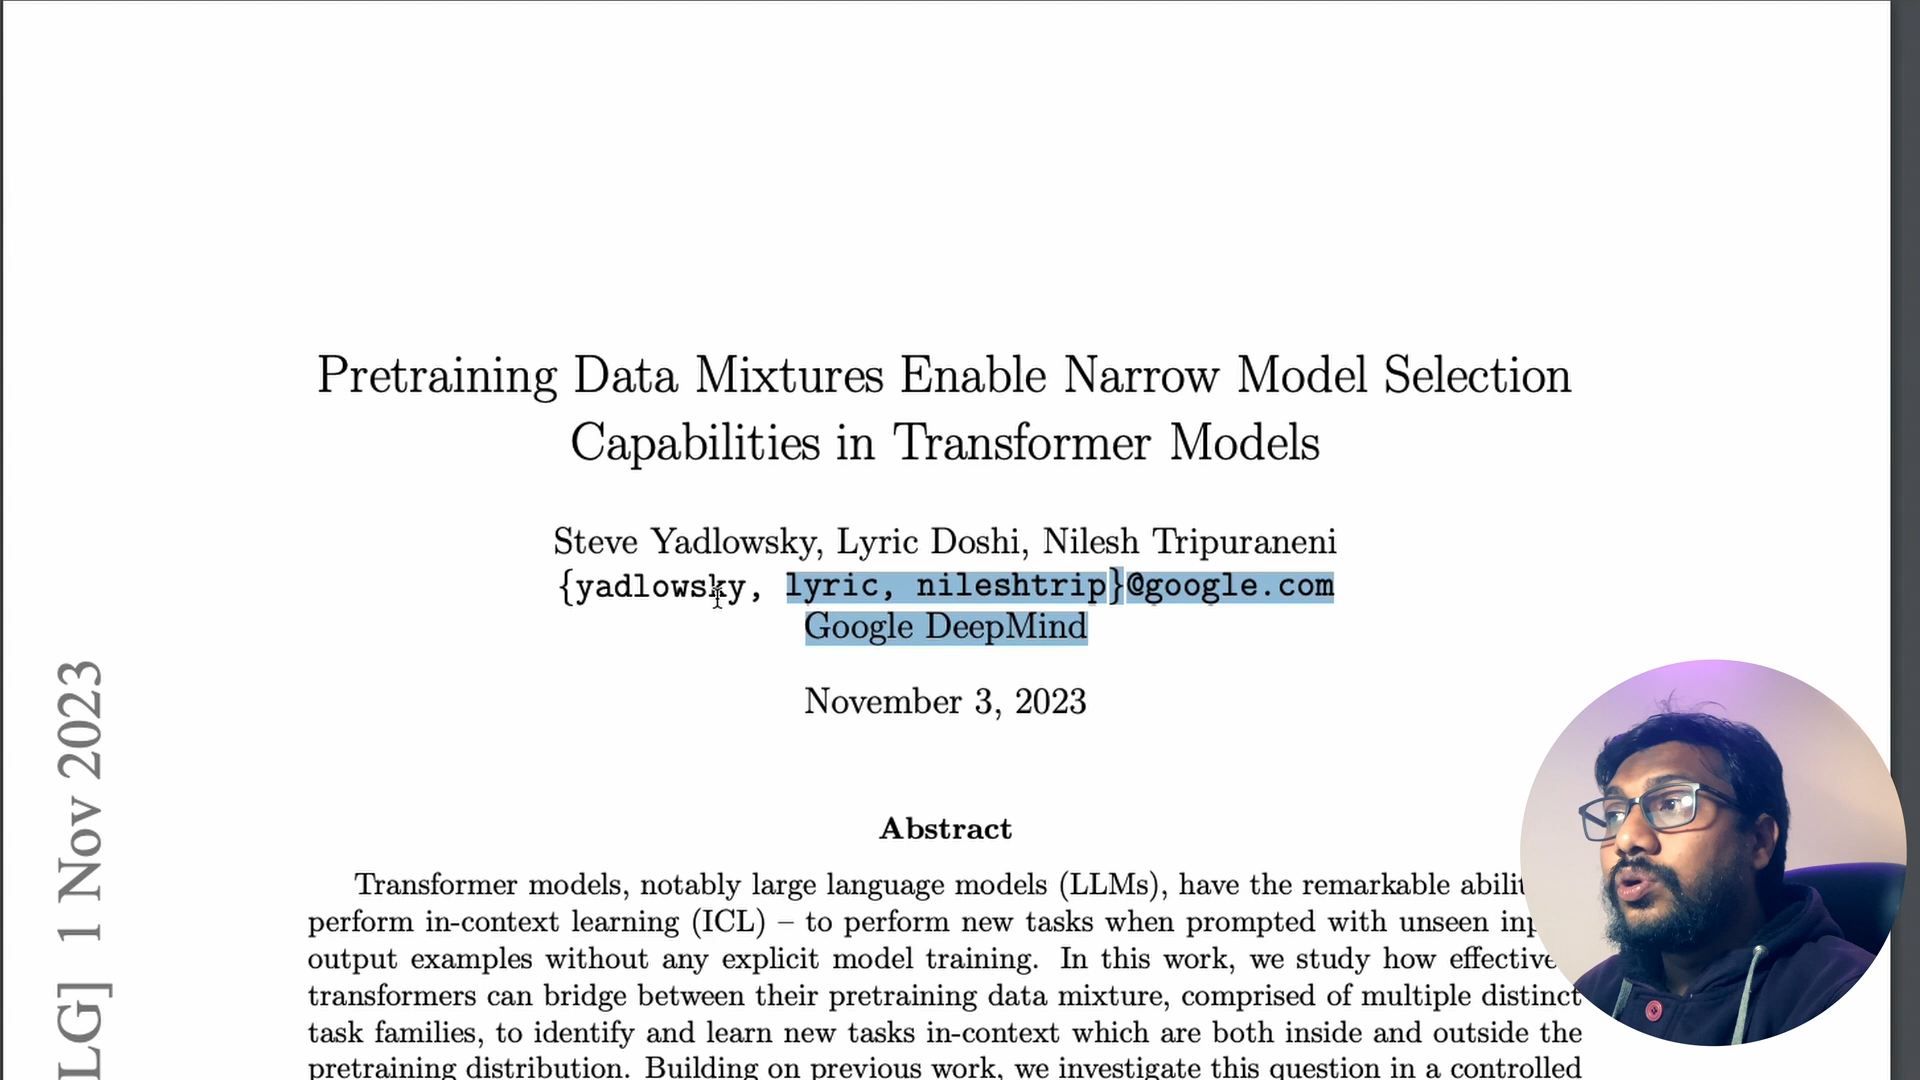 Pretraining Data Mixtures Enable Narrow Model Selection
Capabilities in Transformer Models
Steve Yadlowsky, Lyric Doshi, Nilesh Tripuraneni
{yadlowsky, lyric, nileshtrip}@google.com
Google DeepMind
November 3, 2023
LG] 1 Nov 2023
Abstract
Transformer models, notably large language models (LLMs), have the remarkable
perform in-context learning (ICL) – to perform new tasks when prompted with unseen
output examples without any explicit model training. In this work, we study how
transformers can bridge between their pretraining data mixture, comprised of multiple distinct
task families, to identify and learn new tasks in-context which are both inside and outside the
pretraining distribution. Building on previous work, we investigate this question in a controlled